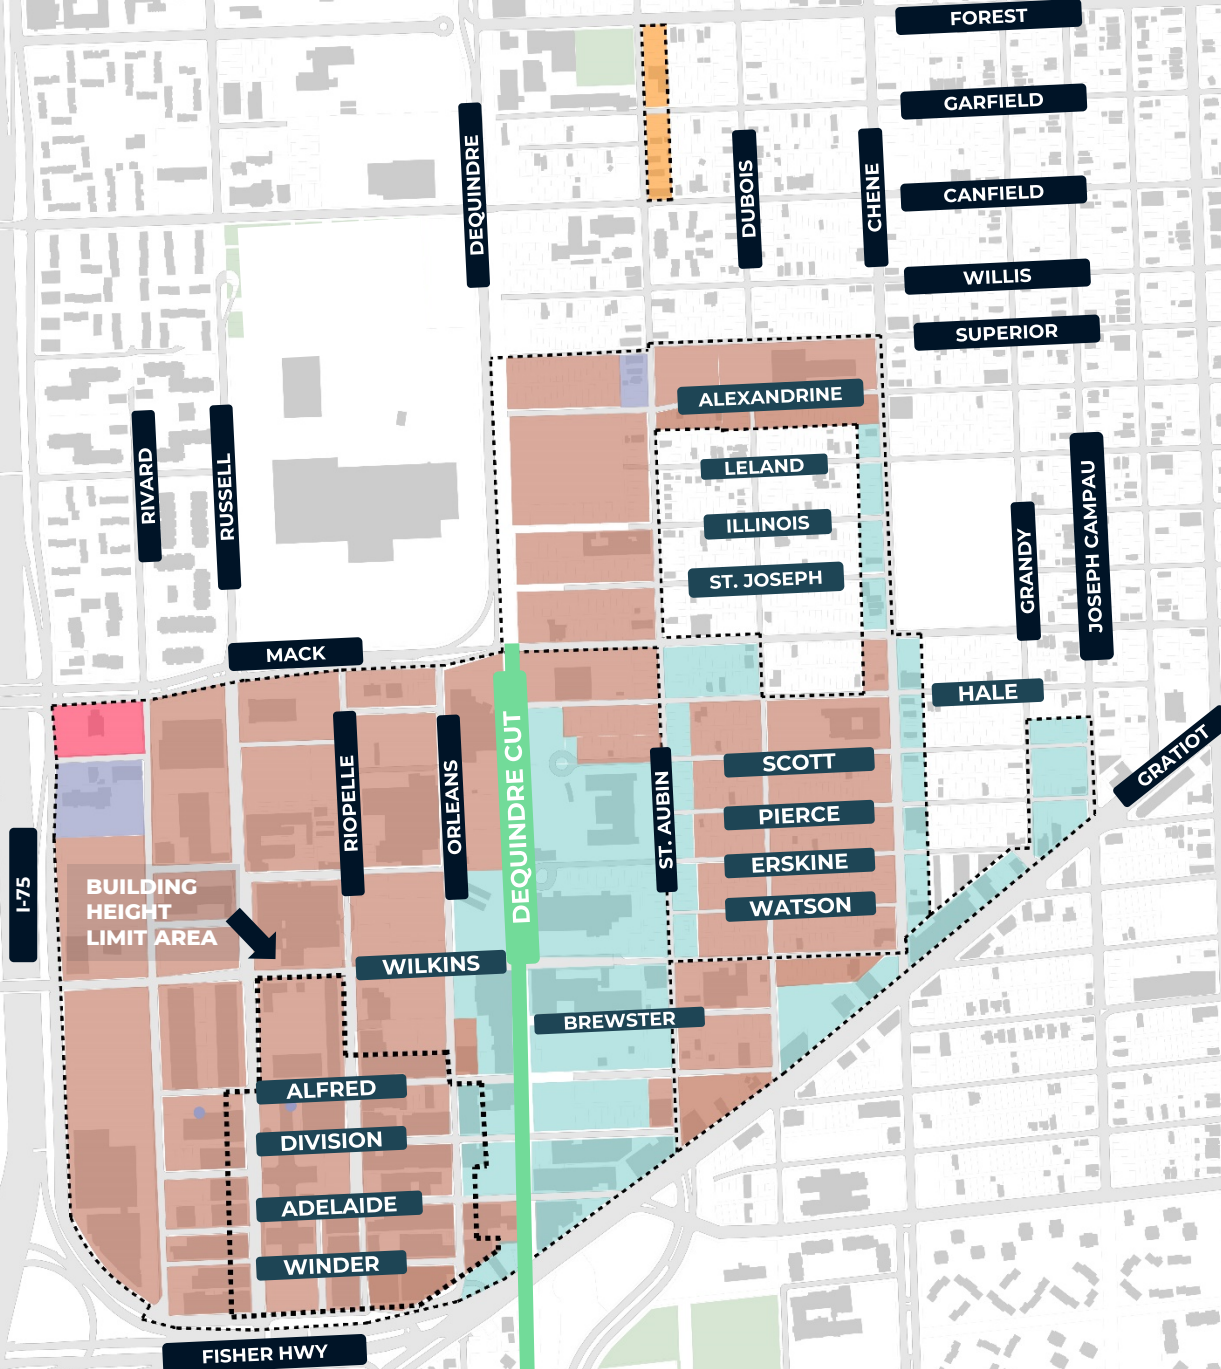 FOREST
GARFIELD
DEQUINDRE
DUBOIS
CHENE
CANFIELD
WILLIS
SUPERIOR
ALEXANDRINE
RIVARD
RUSSELL
LELAND
ILLINOIS
ST. JOSEPH
GRANDY
JOSEPH CAMPAU
MACK
HALE
RIOPELLE
ORLEANS
DEQUINDRE CUT
ST. AUBIN
SCOTT
PIERCE
ERSKINE
WATSON
GRATIOT
I-75
BUILDING
HEIGHT
LIMIT AREA
WILKINS
BREWSTER
ALFRED
DIVISION
ADELAIDE
WINDER
FISHER HWY